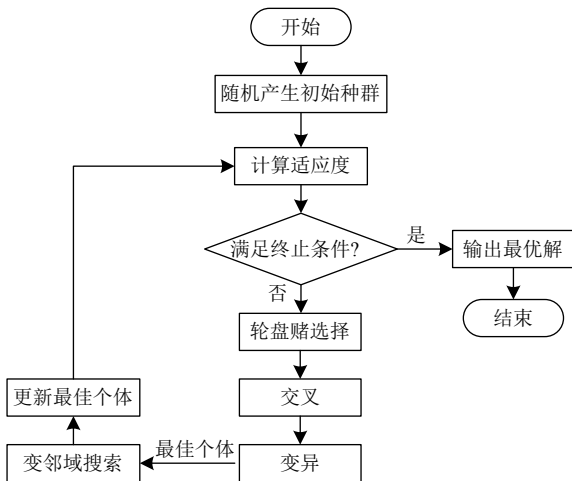 开始
随机产生初始种群
计算适应度
满足终止条件?
是
输出最优解
结束
否
轮盘赌选择
交叉
变异
最佳个体
变邻域搜索
更新最佳个体